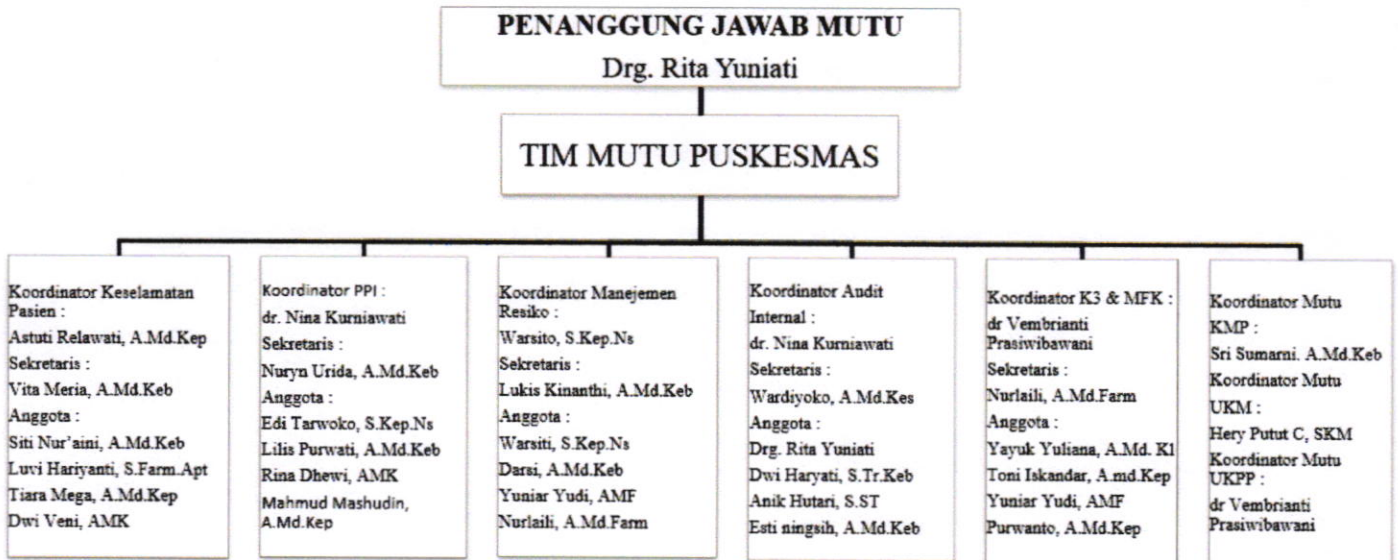 PENANGGUNG JAWAB MUTU
Drg. Rita Yuniati
TIM MUTU PUSKESMAS
Koordinator Keselamatan
Pasien :
Astuti Relawati, A.Md.Kep
Sekretaris :
Vita Meria, A.Md.Keb
Anggota :
Siti Nur'aini, A.Md.Keb
Luvi Hariyanti, S.Farm.Apt
Tiara Mega, A.Md.Kep
Dwi Veni, AMK
Koordinator PPI :
dr. Nina Kurniawati
Sekretaris :
Nuryn Urida, A.Md.Keb
Anggota :
Edi Tarwoko, S.Kep.Ns
Lilis Purwati, A.Md.Keb
Rina Dhewi, AMK
Mahmud Mashudin,
A.Md.Kep
Koordinator Manejemen
Resiko :
Warsito, S.Kep.Ns
Sekretaris :
Lukis Kinanthi, A.Md.Keb
Anggota :
Warsiti, S.Kep.Ns
Darsi, A.Md.Keb
Yuniar Yudi, AMF
Nurlaili, A.Md.Farm
Koordinator Audit
Internal :
dr. Nina Kurniawati
Sekretaris :
Wardiyoko, A.Md.Kes
Anggota :
Drg. Rita Yuniati
Dwi Haryati, S.Tr.Keb
Anik Hutari, S.ST
Esti ningsih, A.Md.Keb
Koordinator K3 & MFK :
dr Vembrianti
Prasiwibawani
Sekretaris :
Nurlaili, A.Md.Farm
Anggota :
Yayuk Yuliana, A.Md. Kl
Toni Iskandar, A.md.Kep
Yuniar Yudi, AMF
Purwanto, A.Md.Kep
Koordinator Mutu
KMP :
Sri Sumarni. A.Md.Keb
Koordinator Mutu
UKM :
Hery Putut C, SKM
Koordinator Mutu
UKPP :
dr Vembrianti
Prasiwibawani